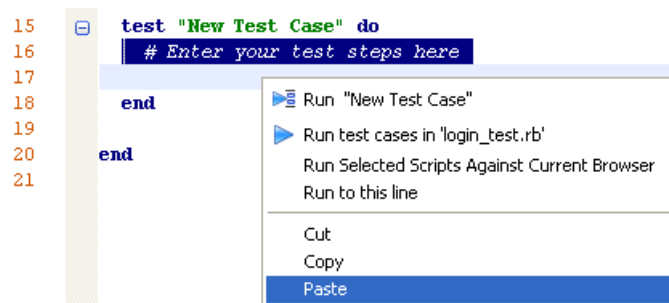 15 test "New Test Case" do
16 # Enter your test steps here
17
18 end
19
20 end
21
Run "New Test Case"
Run test cases in 'login_test.rb'
Run Selected Scripts Against Current Browser
Run to this line
Cut
Copy
Paste